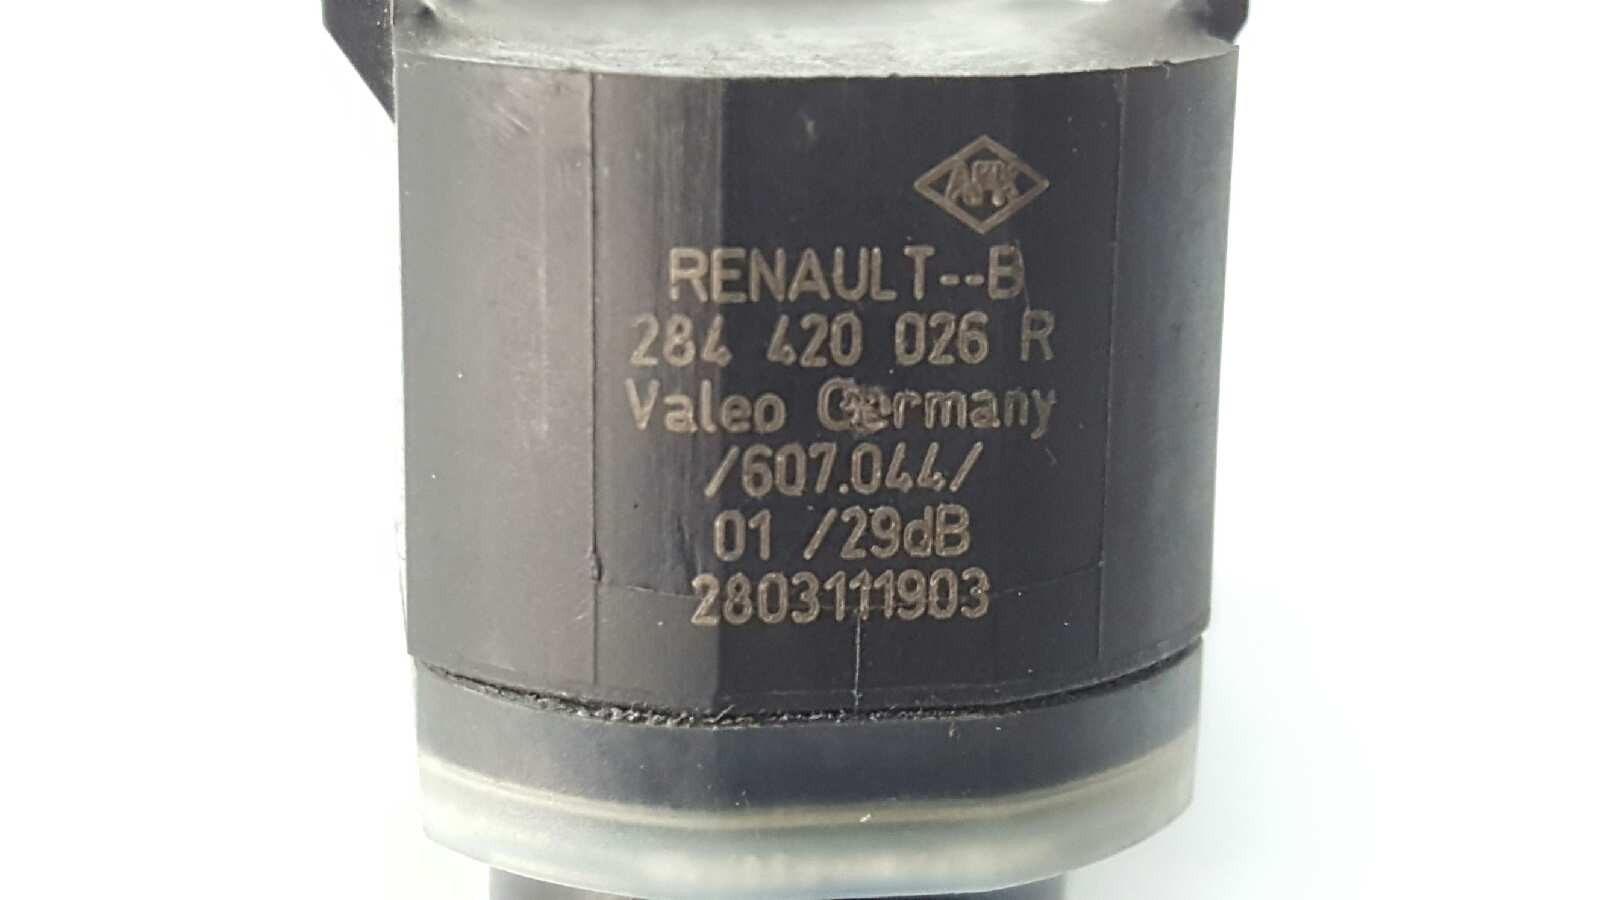 RENAULT--B
284 420 026 R
Valeo Germany
/607.044/
01 /29dB
2803111903